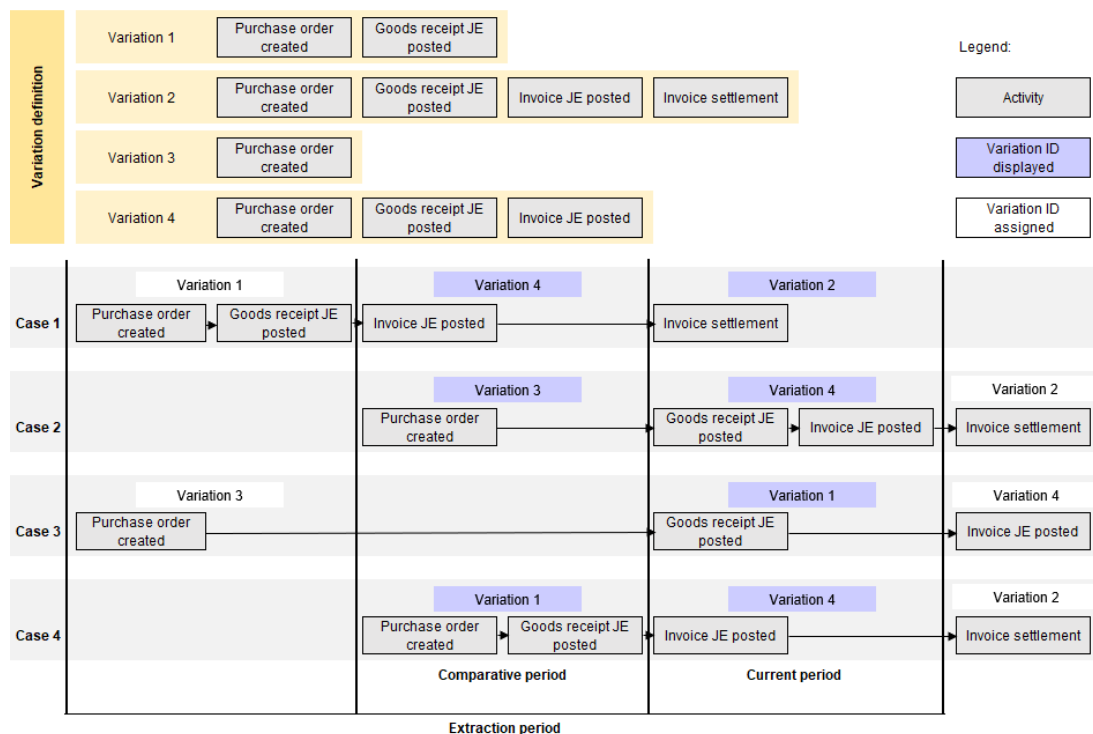 Variation definition
Variation 1
Purchase order
created
Goods receipt JE
posted
Legend:
Variation 2
Purchase order
created
Goods receipt JE
posted
Invoice JE posted
Invoice settlement
Activity
Variation 3
Purchase order
created
Variation ID
displayed
Variation 4
Purchase order
created
Goods receipt JE
posted
Invoice JE posted
Variation ID
assigned
Case 1
Variation 1
Variation 4
Variation 2
Purchase order
created
Goods receipt JE
posted
Invoice JE posted
Invoice settlement
Case 2
Variation 3
Variation 4
Variation 2
Purchase order
created
Goods receipt JE
posted
Invoice JE posted
Invoice settlement
Case 3
Variation 3
Variation 1
Variation 4
Purchase order
created
Goods receipt JE
posted
Invoice JE posted
Case 4
Variation 1
Variation 4
Variation 2
Purchase order
created
Goods receipt JE
posted
Invoice JE posted
Invoice settlement
Comparative period
Current period
Extraction period